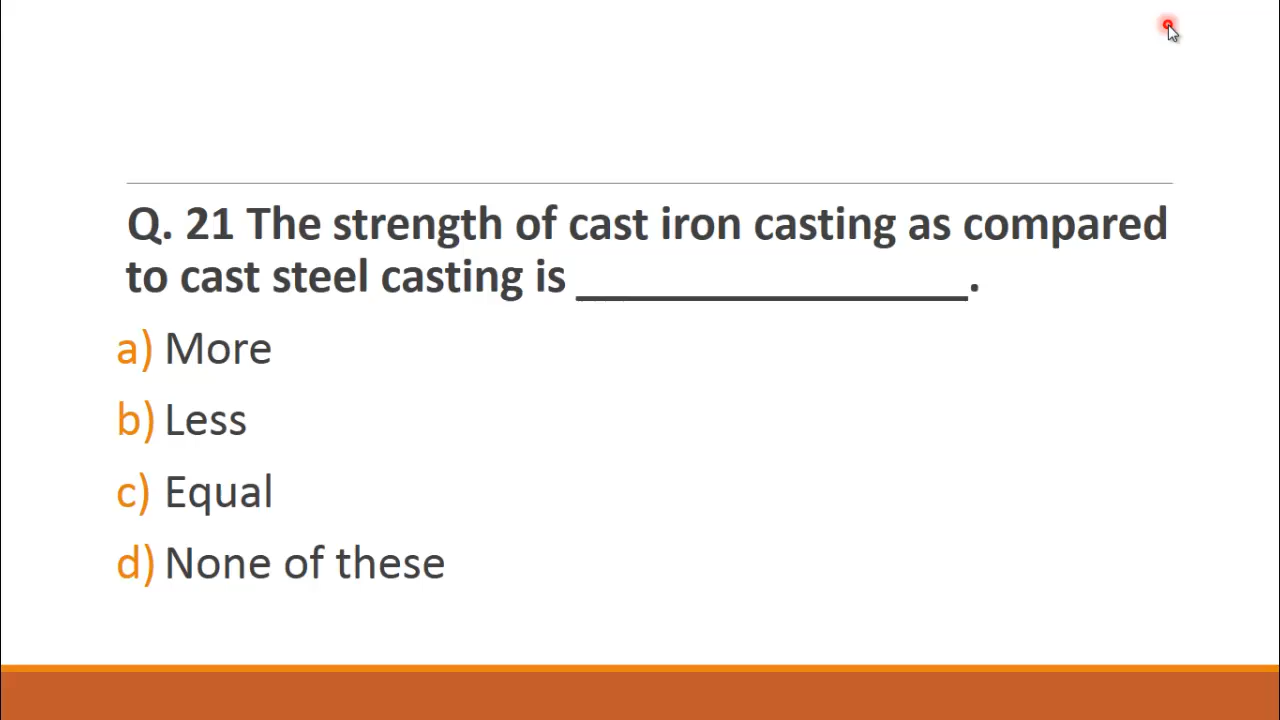 Q. 21 The strength of cast iron casting as compared
to cast steel casting is _________________.
a) More
b) Less
c) Equal
d) None of these